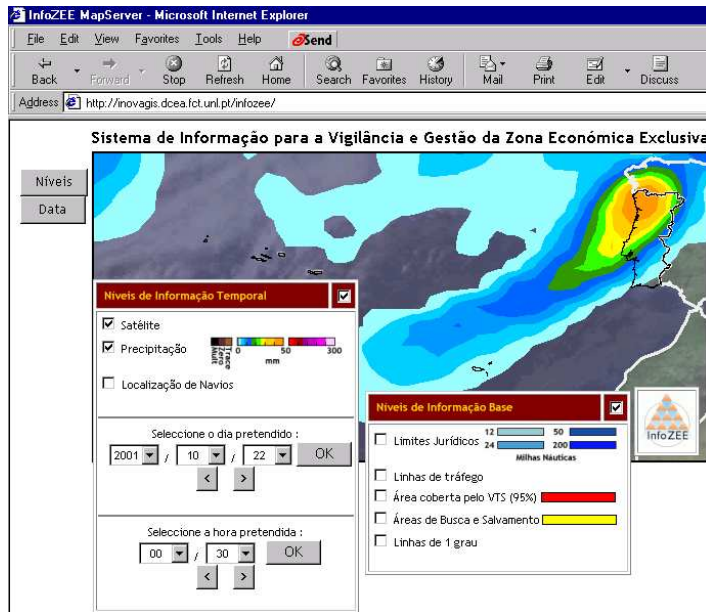 InfoZEE MapServer - Microsoft Internet Explorer
File Edit View Favorites Tools Help @Send
Back Forward Stop Refresh Home Search Favorites History Mail Print Edit Discuss
Address http://inovagis.dcea.fct.unl.pt/infozee/
Sistema de Informação para a Vigilância e Gestão da Zona Económica Exclusiva
Níveis
Data
Níveis de Informação Temporal
Satélite
Precipitação
Mult Zero Trace
0 50 300
mm
Localização de Navios
Seleccione o dia pretendido :
2001 / 10 / 22 OK
< >
Seleccione a hora pretendida :
00 / 30 OK
< >
Níveis de Informação Base
Limites Jurídicos 12 50
24 200
Milhas Náuticas
Linhas de tráfego
Área coberta pelo VTS (95%)
Áreas de Busca e Salvamento
Linhas de 1 grau
InfoZEE